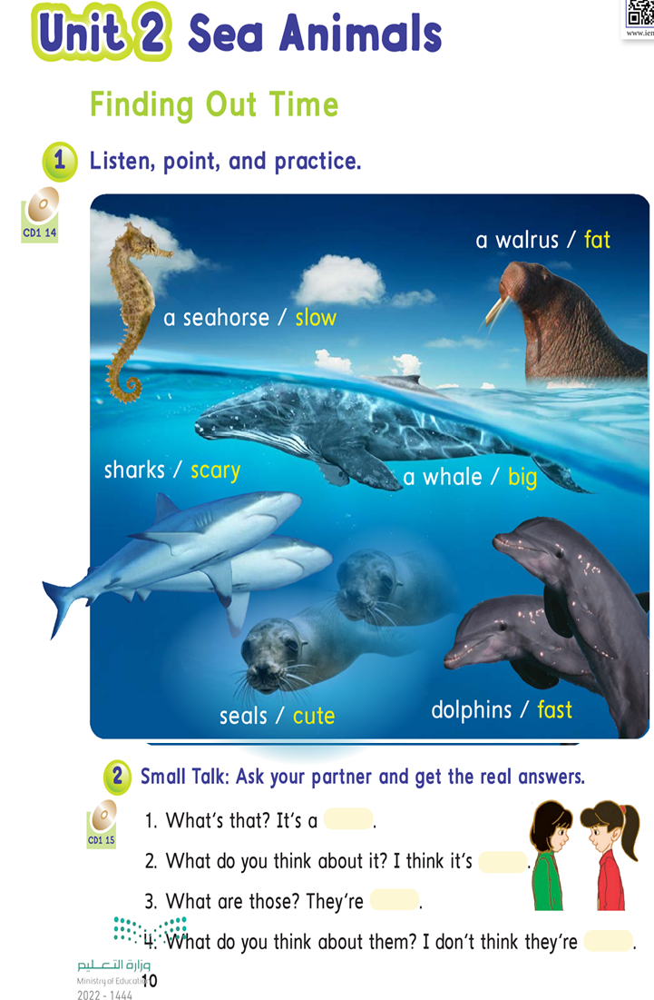 Unit 2 Sea Animals
www.ien
Finding Out Time
1 Listen, point, and practice.
CD1 14
a walrus / fat
a seahorse / slow
sharks / scary
a whale / big
seals / cute
dolphins / fast
2 Small Talk: Ask your partner and get the real answers.
CD1 15
1. What's that? It's a .
2. What do you think about it? I think it's .
3. What are those? They're .
4. What do you think about them? I don't think they're .
وزارة التعليم
Ministry of Education
10
2022 - 1444